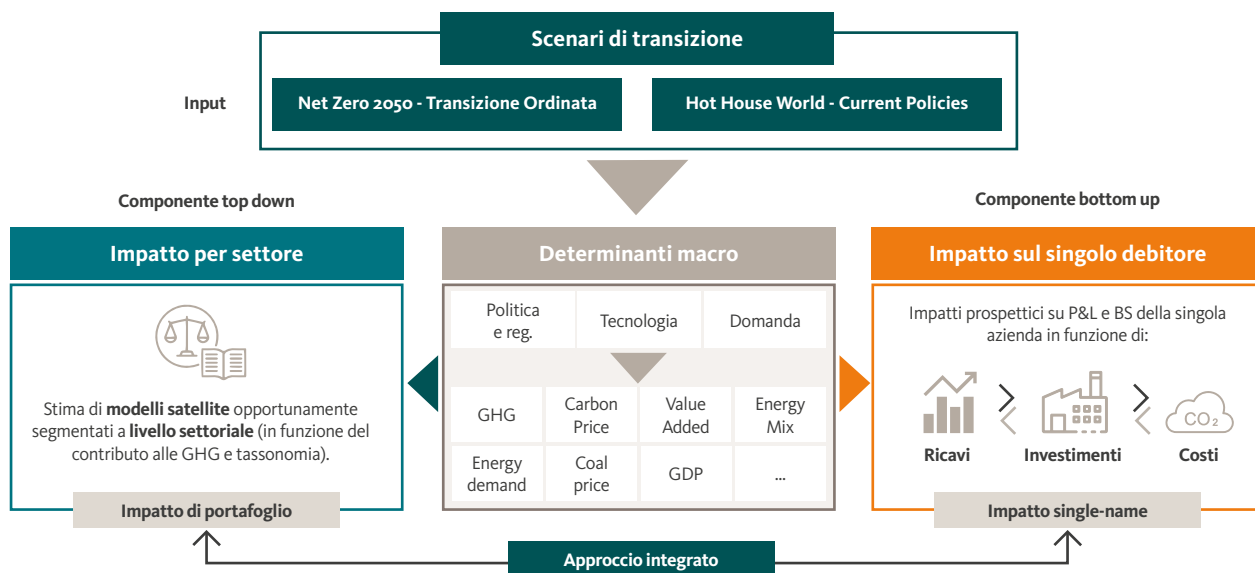 Scenari di transizione
Input
Net Zero 2050 - Transizione Ordinata
Hot House World - Current Policies
Componente top down
Componente bottom up
Impatto per settore
Determinanti macro
Impatto sul singolo debitore
Stima di modelli satellite opportunamente
segmentati a livello settoriale (in funzione del
contributo alle GHG e tassonomia).
Impatto di portafoglio
Politica
e reg.
Tecnologia
Domanda
GHG
Carbon
Price
Value
Added
Energy
Mix
Energy
demand
Coal
price
GDP
...
Impatti prospettici su P&L e BS della singola
azienda in funzione di:
CO₂
Ricavi
Investimenti
Costi
Impatto single-name
Approccio integrato